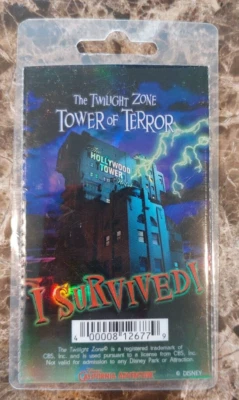 The TWILIGHT ZONE
TOWER OF TERROR
HOLLYWOOD
TOWER
I SURVIVED!
4 00008 12677 9
The Twilight Zone® is a registered trademark of
CBS, Inc. and is used pursuant to a license from CBS, Inc.
Not valid for admission to any Disney Park or Attraction.
© DISNEY